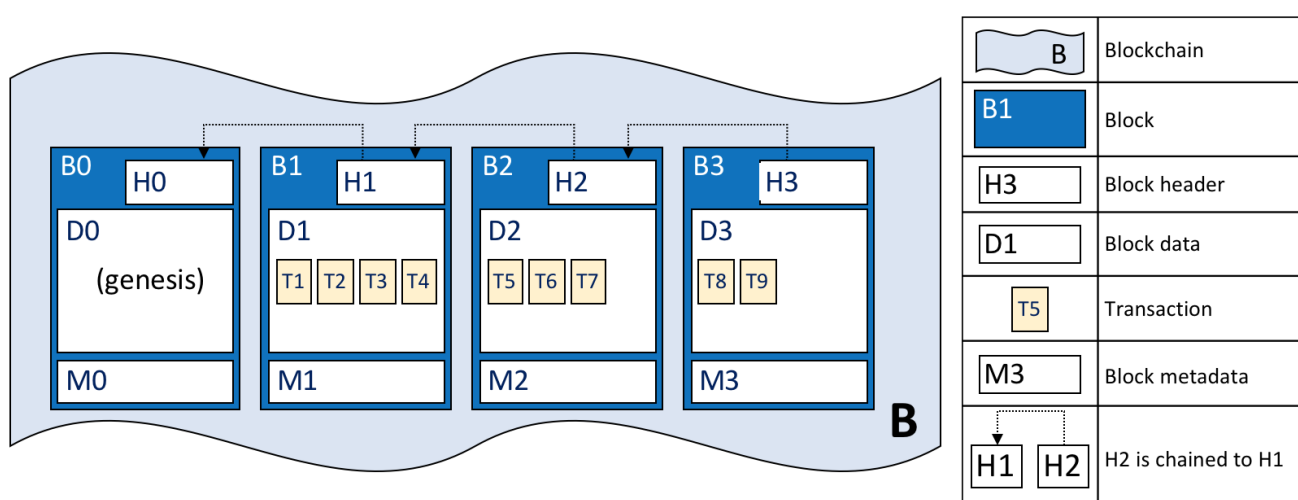 B0
H0
D0
(genesis)
M0
B1
H1
D1
T1 T2 T3 T4
M1
B2
H2
D2
T5 T6 T7
M2
B3
H3
D3
T8 T9
M3
B
B Blockchain
B1 Block
H3 Block header
D1 Block data
T5 Transaction
M3 Block metadata
H1 H2 H2 is chained to H1